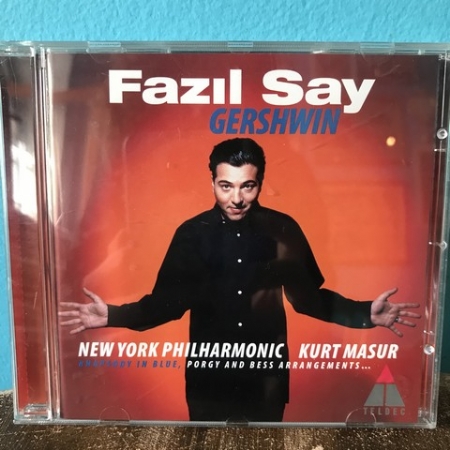 Fazıl Say
GERSHWIN
NEW YORK PHILHARMONIC KURT MASUR
RHAPSODY IN BLUE, PORGY AND BESS ARRANGEMENTS...
TELDEC